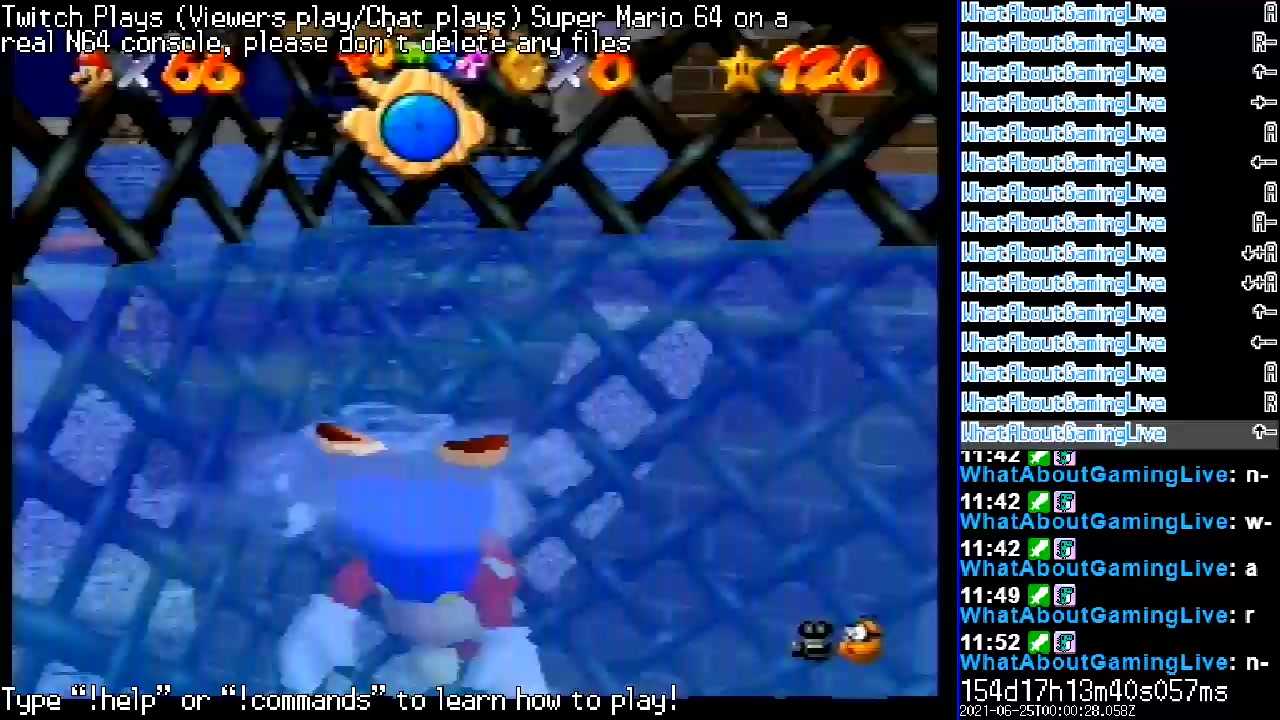 Twitch Plays (Viewers play/Chat plays) Super Mario 64 on a
real N64 console, please don't delete any files
x 66
x 0
120
WhatAboutGamingLive A
WhatAboutGamingLive R-
WhatAboutGamingLive ↑-
WhatAboutGamingLive →-
WhatAboutGamingLive A
WhatAboutGamingLive ←-
WhatAboutGamingLive A
WhatAboutGamingLive A-
WhatAboutGamingLive ↓+A
WhatAboutGamingLive ↓+A
WhatAboutGamingLive ↑-
WhatAboutGamingLive ←-
WhatAboutGamingLive A
WhatAboutGamingLive R
WhatAboutGamingLive ↑-
11:42
WhatAboutGamingLive: n-
11:42
WhatAboutGamingLive: w-
11:42
WhatAboutGamingLive: a
11:49
WhatAboutGamingLive: r
11:52
WhatAboutGamingLive: n-
Type “!help” or “!commands” to learn how to play!
154d17h13m40s057ms
2021-06-25T00:00:28.058Z